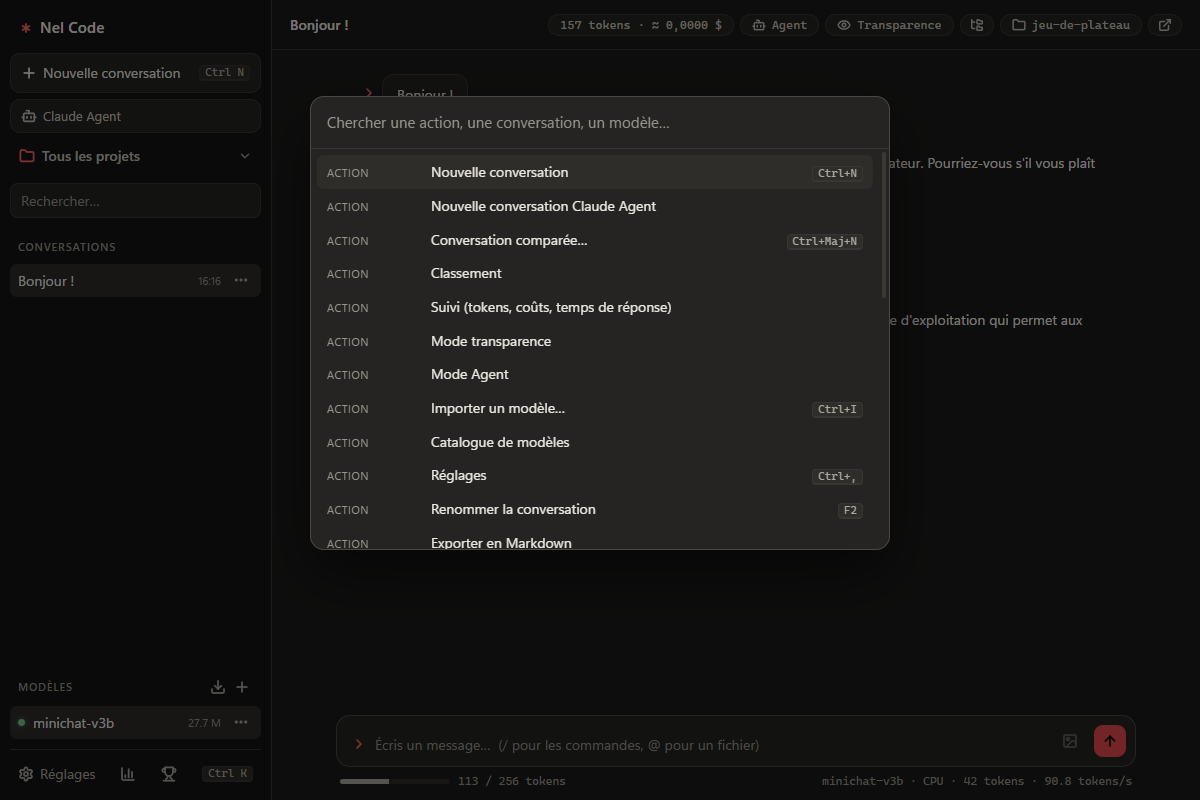 Nel Code
Nouvelle conversation Ctrl N
Claude Agent
Tous les projets
Rechercher...
CONVERSATIONS
Bonjour ! 16:16
MODÈLES
minichat-v3b 27.7 M
Réglages Ctrl K
Bonjour !
157 tokens · ≈ 0,0000 $ Agent Transparence jeu-de-plateau
Bonjour !
ateur. Pourriez-vous s'il vous plaît
e d'exploitation qui permet aux
Chercher une action, une conversation, un modèle...
ACTION Nouvelle conversation Ctrl+N
ACTION Nouvelle conversation Claude Agent
ACTION Conversation comparée... Ctrl+Maj+N
ACTION Classement
ACTION Suivi (tokens, coûts, temps de réponse)
ACTION Mode transparence
ACTION Mode Agent
ACTION Importer un modèle... Ctrl+I
ACTION Catalogue de modèles
ACTION Réglages Ctrl+,
ACTION Renommer la conversation F2
ACTION Exporter en Markdown
Écris un message... (/ pour les commandes, @ pour un fichier)
113 / 256 tokens
minichat-v3b · CPU · 42 tokens · 90.8 tokens/s